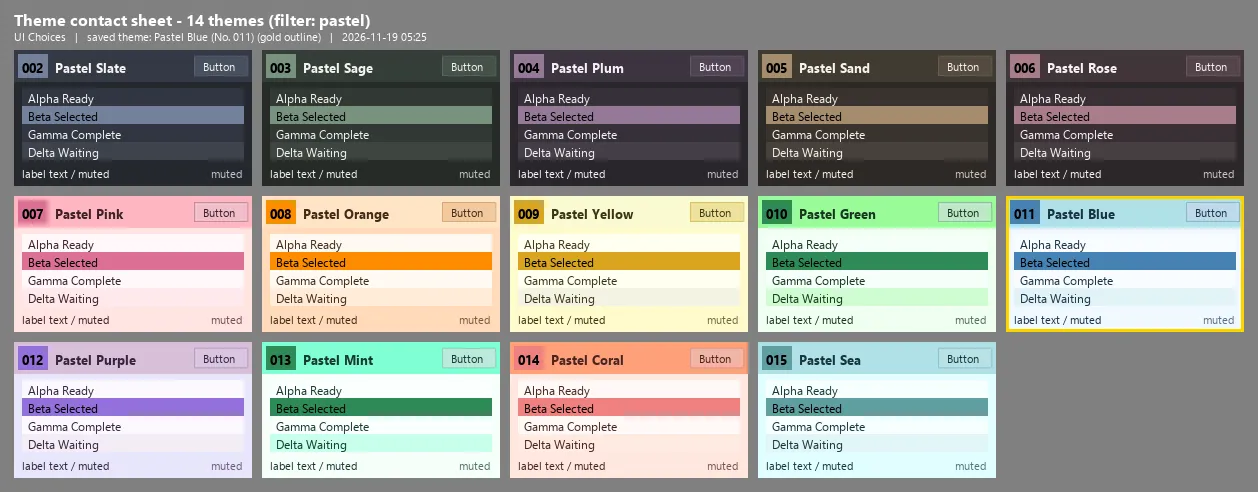 Theme contact sheet - 14 themes (filter: pastel)
UI Choices | saved theme: Pastel Blue (No. 011) (gold outline) | 2026-11-19 05:25
002 Pastel Slate Button
Alpha Ready
Beta Selected
Gamma Complete
Delta Waiting
label text / muted muted
003 Pastel Sage Button
Alpha Ready
Beta Selected
Gamma Complete
Delta Waiting
label text / muted muted
004 Pastel Plum Button
Alpha Ready
Beta Selected
Gamma Complete
Delta Waiting
label text / muted muted
005 Pastel Sand Button
Alpha Ready
Beta Selected
Gamma Complete
Delta Waiting
label text / muted muted
006 Pastel Rose Button
Alpha Ready
Beta Selected
Gamma Complete
Delta Waiting
label text / muted muted
007 Pastel Pink Button
Alpha Ready
Beta Selected
Gamma Complete
Delta Waiting
label text / muted muted
008 Pastel Orange Button
Alpha Ready
Beta Selected
Gamma Complete
Delta Waiting
label text / muted muted
009 Pastel Yellow Button
Alpha Ready
Beta Selected
Gamma Complete
Delta Waiting
label text / muted muted
010 Pastel Green Button
Alpha Ready
Beta Selected
Gamma Complete
Delta Waiting
label text / muted muted
011 Pastel Blue Button
Alpha Ready
Beta Selected
Gamma Complete
Delta Waiting
label text / muted muted
012 Pastel Purple Button
Alpha Ready
Beta Selected
Gamma Complete
Delta Waiting
label text / muted muted
013 Pastel Mint Button
Alpha Ready
Beta Selected
Gamma Complete
Delta Waiting
label text / muted muted
014 Pastel Coral Button
Alpha Ready
Beta Selected
Gamma Complete
Delta Waiting
label text / muted muted
015 Pastel Sea Button
Alpha Ready
Beta Selected
Gamma Complete
Delta Waiting
label text / muted muted